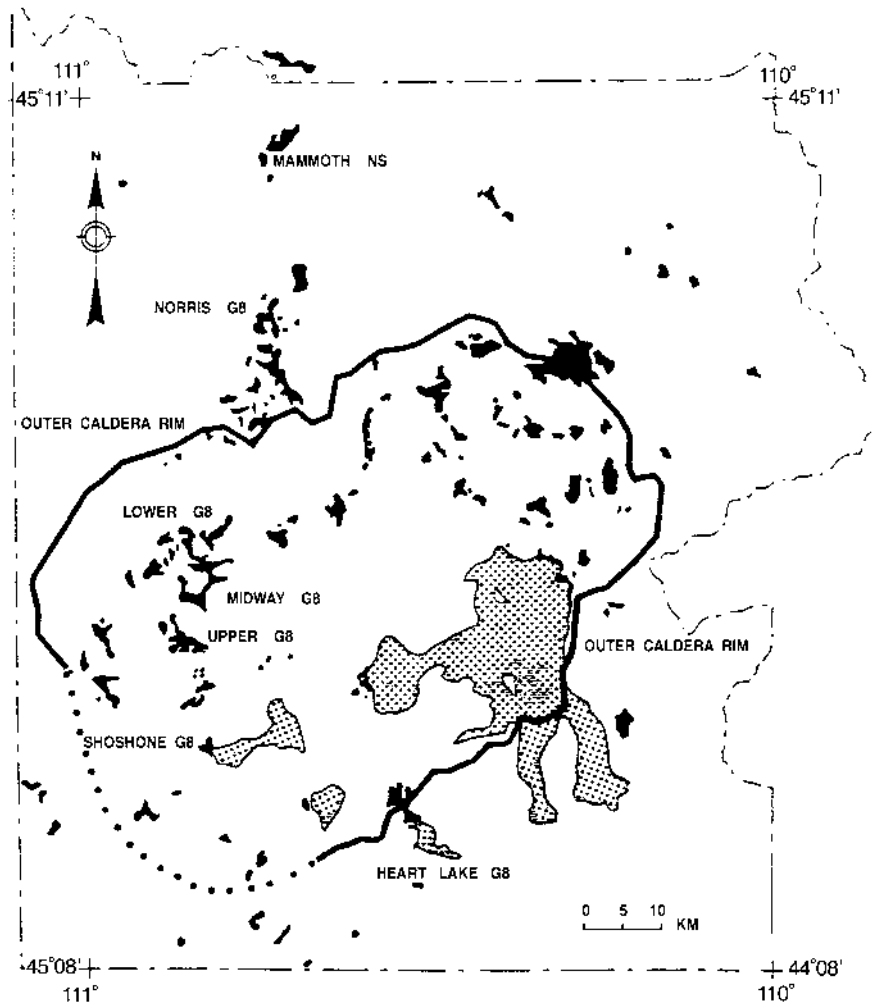 111°
110°
45°11'
45°11'
N
MAMMOTH NS
NORRIS G8
OUTER CALDERA RIM
LOWER G8
MIDWAY G8
UPPER G8
OUTER CALDERA RIM
SHOSHONE G8
HEART LAKE G8
0 5 10
KM
45°08'
44°08'
111°
110°